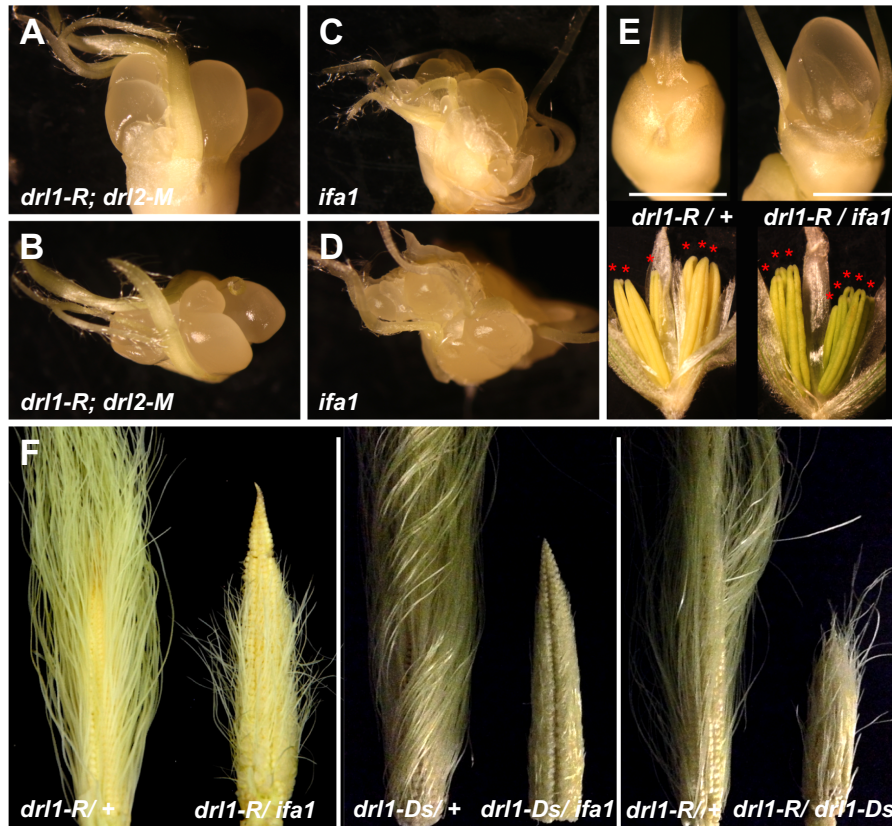 A
drl1-R; drl2-M
C
ifa1
E
drl1-R / +
drl1-R / ifa1
B
drl1-R; drl2-M
D
ifa1
* * * * * *
* * * * * * *
F
drl1-R/ +
drl1-R/ ifa1
drl1-Ds/ +
drl1-Ds/ ifa1
drl1-R/+
drl1-R/ drl1-Ds